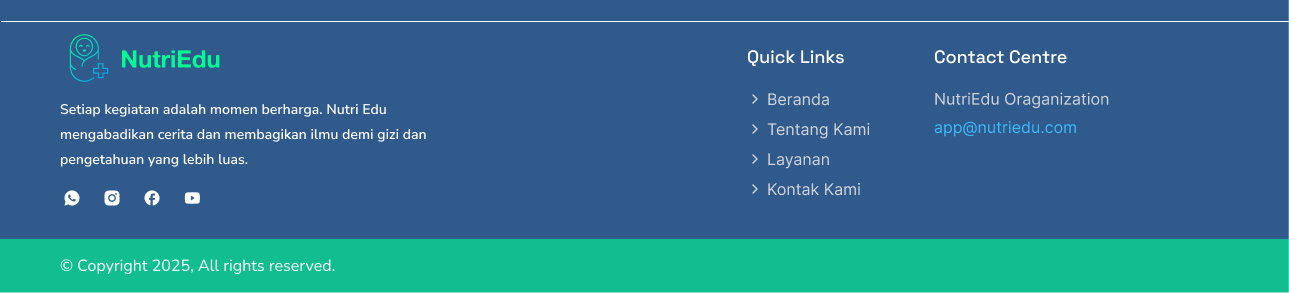 NutriEdu
Setiap kegiatan adalah momen berharga. Nutri Edu
mengabadikan cerita dan membagikan ilmu demi gizi dan
pengetahuan yang lebih luas.
Quick Links
Beranda
Tentang Kami
Layanan
Kontak Kami
Contact Centre
NutriEdu Oraganization
app@nutriedu.com
© Copyright 2025, All rights reserved.